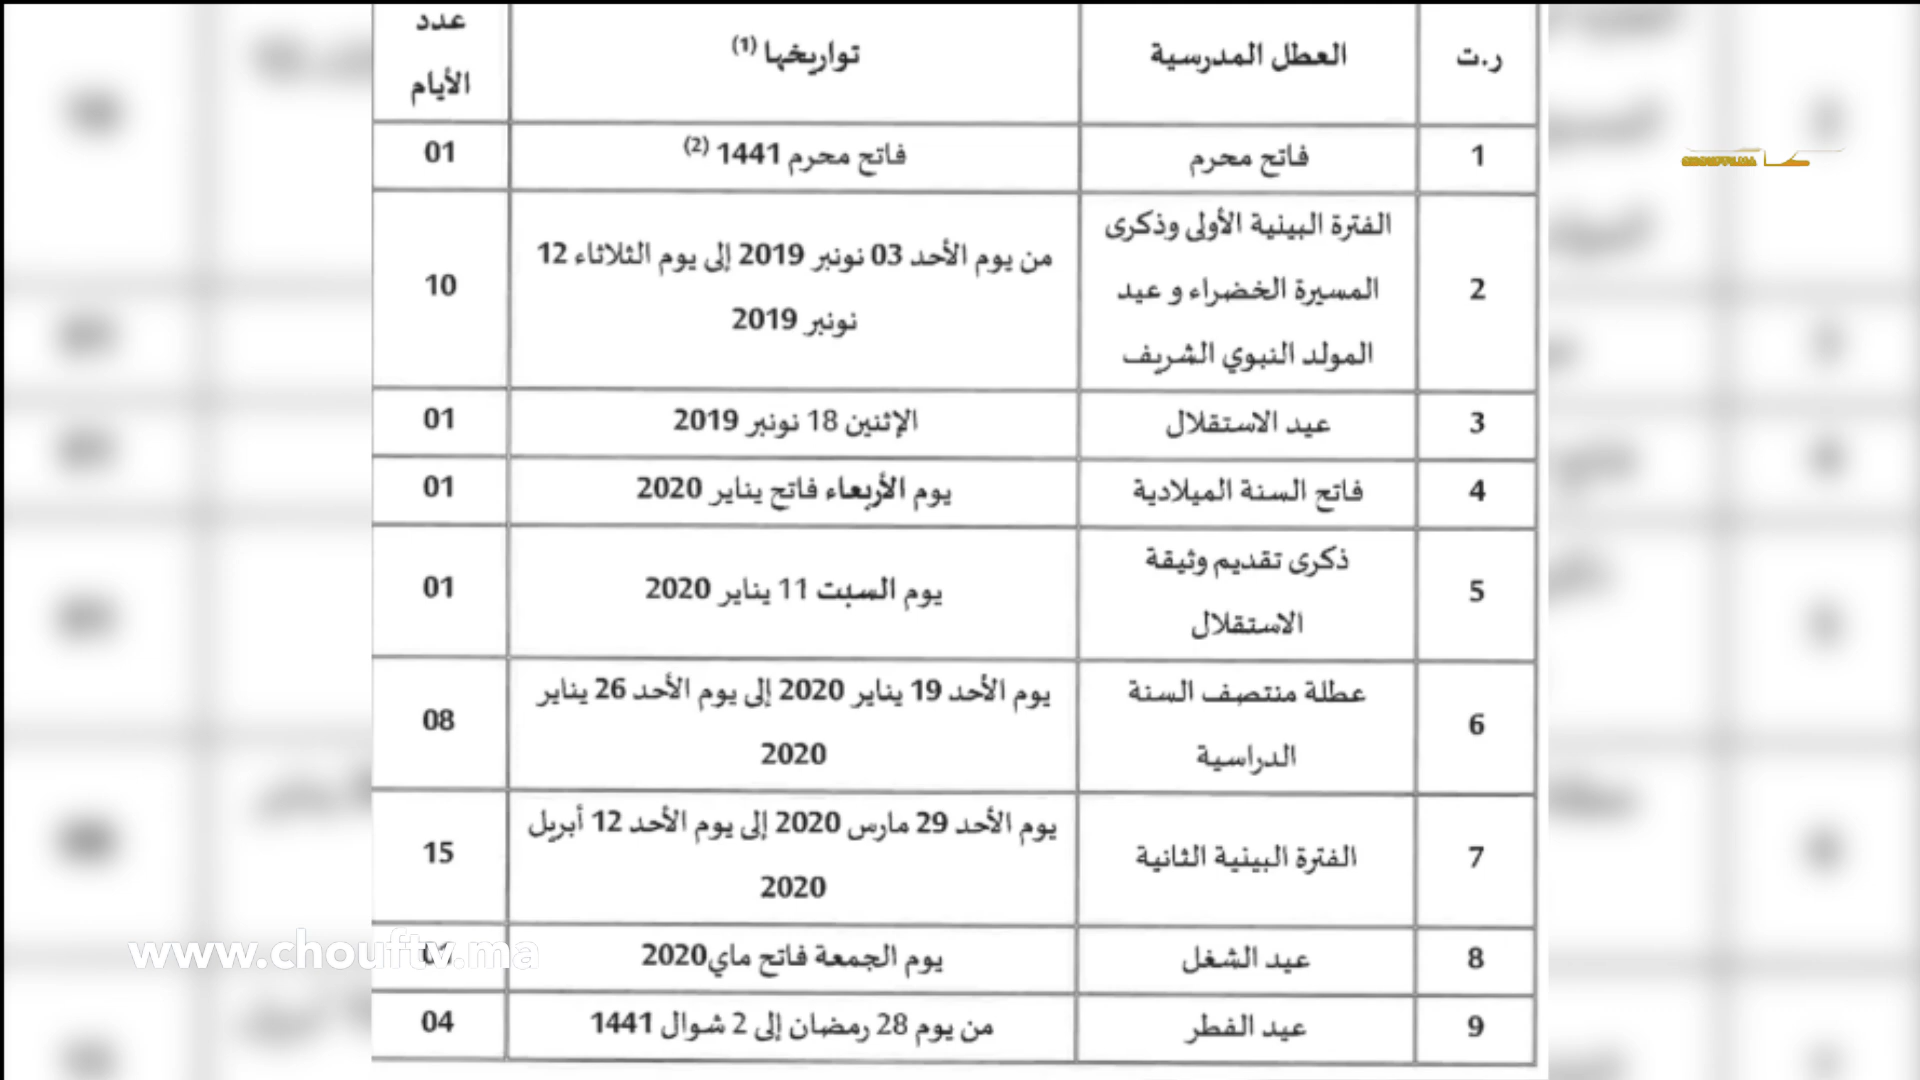 ر.ت
العطل المدرسية
تواريخها (1)
عدد
الأيام
1
فاتح محرم
فاتح محرم 1441 (2)
01
2
الفترة البينية الأولى وذكرى
المسيرة الخضراء و عيد
المولد النبوي الشريف
من يوم الأحد 03 نونبر 2019 إلى يوم الثلاثاء 12
نونبر 2019
10
3
عيد الاستقلال
الإثنين 18 نونبر 2019
01
4
فاتح السنة الميلادية
يوم الأربعاء فاتح يناير 2020
01
5
ذكرى تقديم وثيقة
الاستقلال
يوم السبت 11 يناير 2020
01
6
عطلة منتصف السنة
الدراسية
يوم الأحد 19 يناير 2020 إلى يوم الأحد 26 يناير
2020
08
7
الفترة البينية الثانية
يوم الأحد 29 مارس 2020 إلى يوم الأحد 12 أبريل
2020
15
8
عيد الشغل
يوم الجمعة فاتح ماي2020
9
عيد الفطر
من يوم 28 رمضان إلى 2 شوال 1441
04
www.chouftv.ma